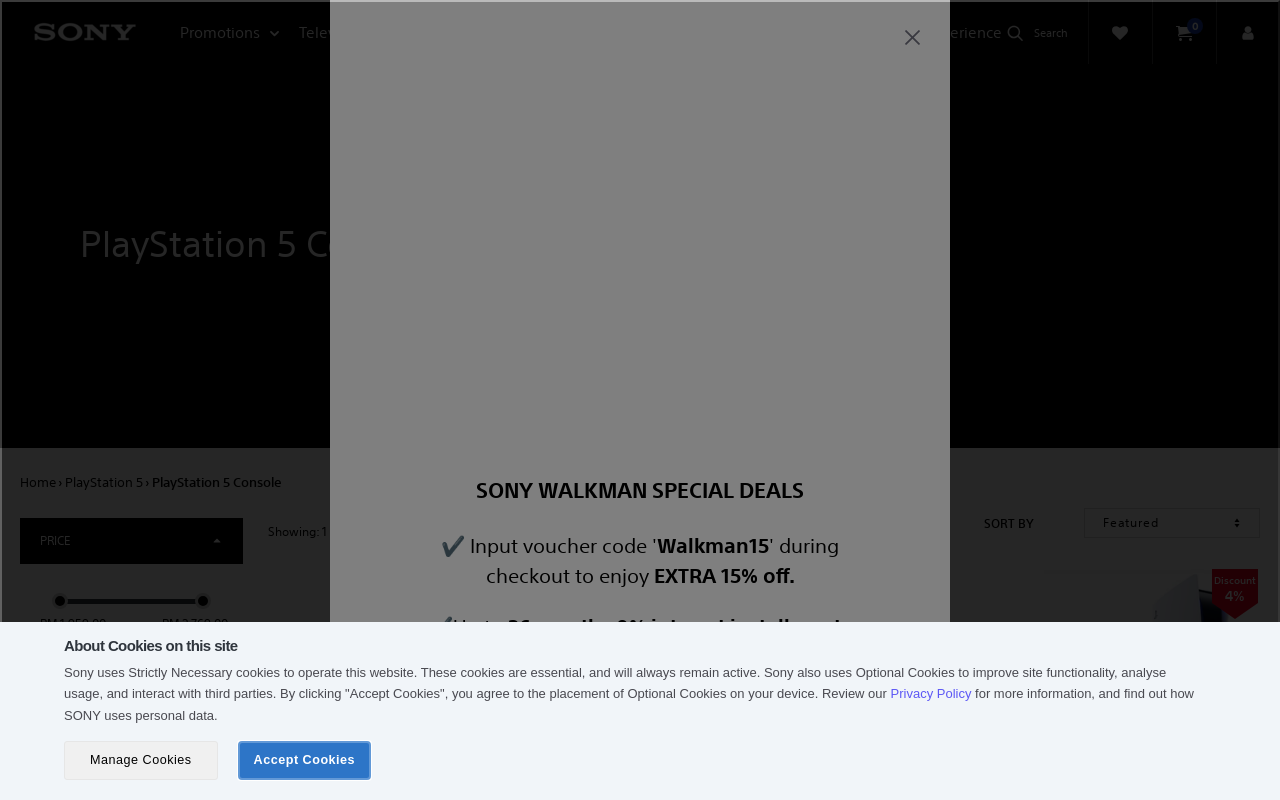 SONY
Promotions
Telev
erience
Search
0
PlayStation 5 Co
Home › PlayStation 5 › PlayStation 5 Console
PRICE
Showing: 1
SORT BY
Featured
Discount
4%
SONY WALKMAN SPECIAL DEALS
✔️ Input voucher code 'Walkman15' during
checkout to enjoy EXTRA 15% off.
About Cookies on this site
Sony uses Strictly Necessary cookies to operate this website. These cookies are essential, and will always remain active. Sony also uses Optional Cookies to improve site functionality, analyse
usage, and interact with third parties. By clicking "Accept Cookies", you agree to the placement of Optional Cookies on your device. Review our Privacy Policy for more information, and find out how
SONY uses personal data.
Manage Cookies
Accept Cookies